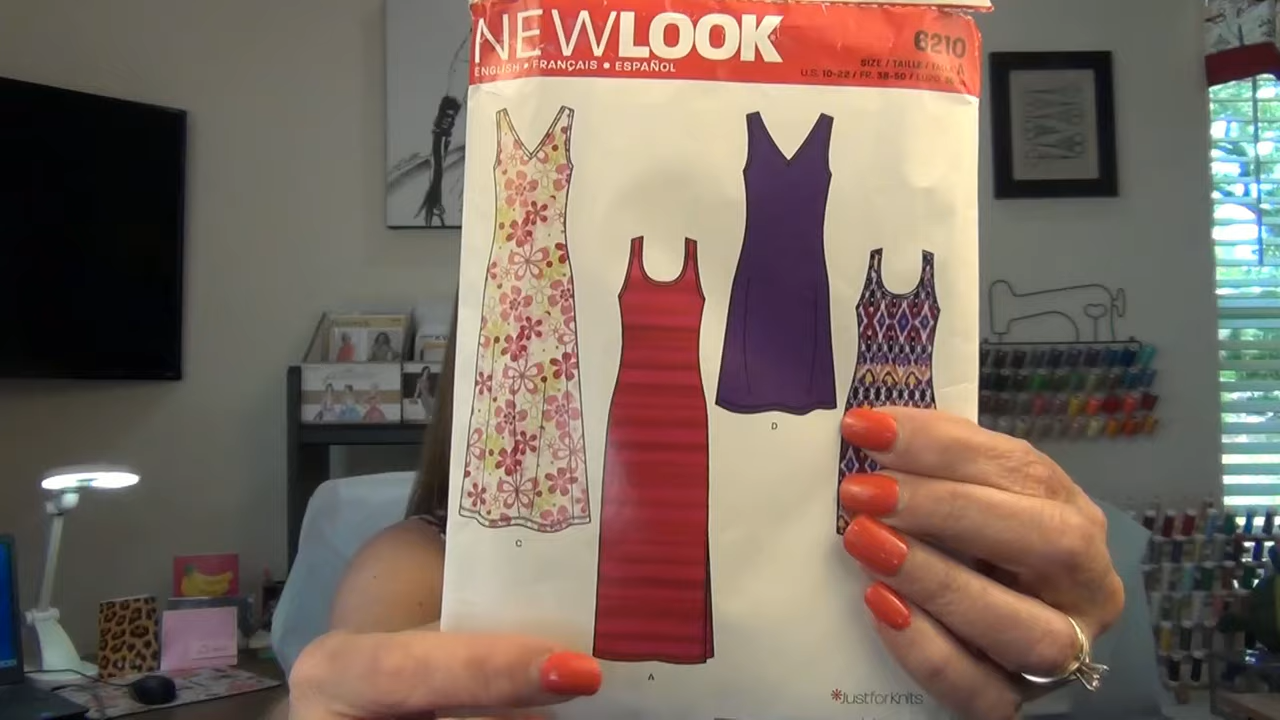 NEWLOOK
6210
ENGLISH • FRANÇAIS • ESPAÑOL
SIZE / TAILLE /
U.S. 10-22 / FR. 38-50 /
C
D
A
JustforKnits